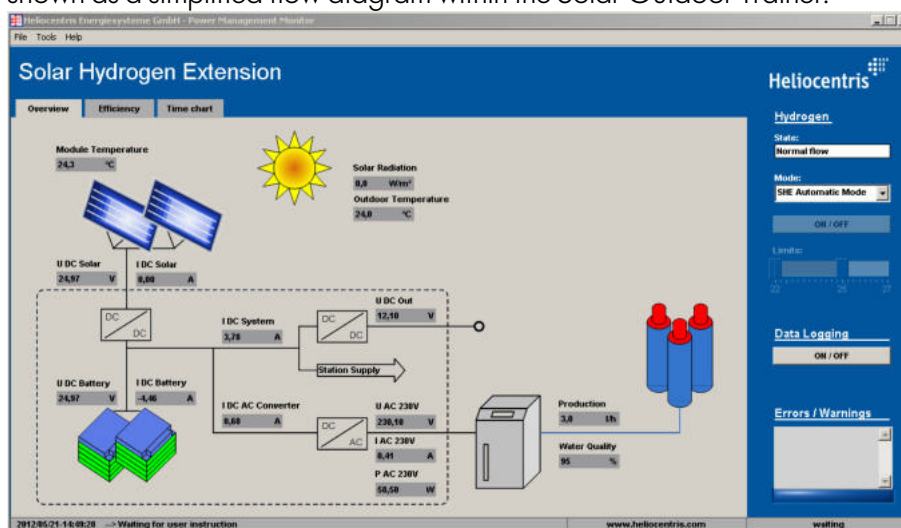 shown as a simplified flow diagram within the Solar Outdoor Trainer.
Heliocentris Energiesysteme GmbH - Power Management Monitor
File Tools Help
Solar Hydrogen Extension
Heliocentris
Overview Efficiency Time chart
Hydrogen
State:
Normal flow
Mode:
SHE Automatic Mode
ON / OFF
Limits:
22 25 27
Data Logging
ON / OFF
Errors / Warnings
Module Temperature
24,3 °C
Solar Radiation
0,0 W/m²
Outdoor Temperature
24,0 °C
U DC Solar I DC Solar
24,97 V 0,00 A
DC
DC
I DC System
3,78 A
U DC Out
12,10 V
DC
DC
Station Supply
U DC Battery I DC Battery
24,97 V -4,46 A
I DC AC Converter
0,68 A
DC
AC
U AC 230V
230,10 V
I AC 230V
0,41 A
P AC 230V
50,50 W
Production
3,0 l/h
Water Quality
95 %
2012/05/21-14:49:20 --> Waiting for user instruction
www.heliocentris.com
waiting